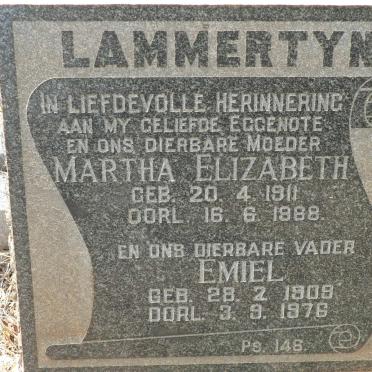 LAMMERTYN
IN LIEFDEVOLLE HERINNERING
AAN MY GELIEFDE EGGENOTE
EN ONS DIERBARE MOEDER
MARTHA ELIZABETH
GEB. 20. 4. 1911
OORL. 16. 6. 1988.
EN ONS DIERBARE VADER
EMIEL
GEB. 28. 2. 1909
OORL. 3. 9. 1976
PS. 146.